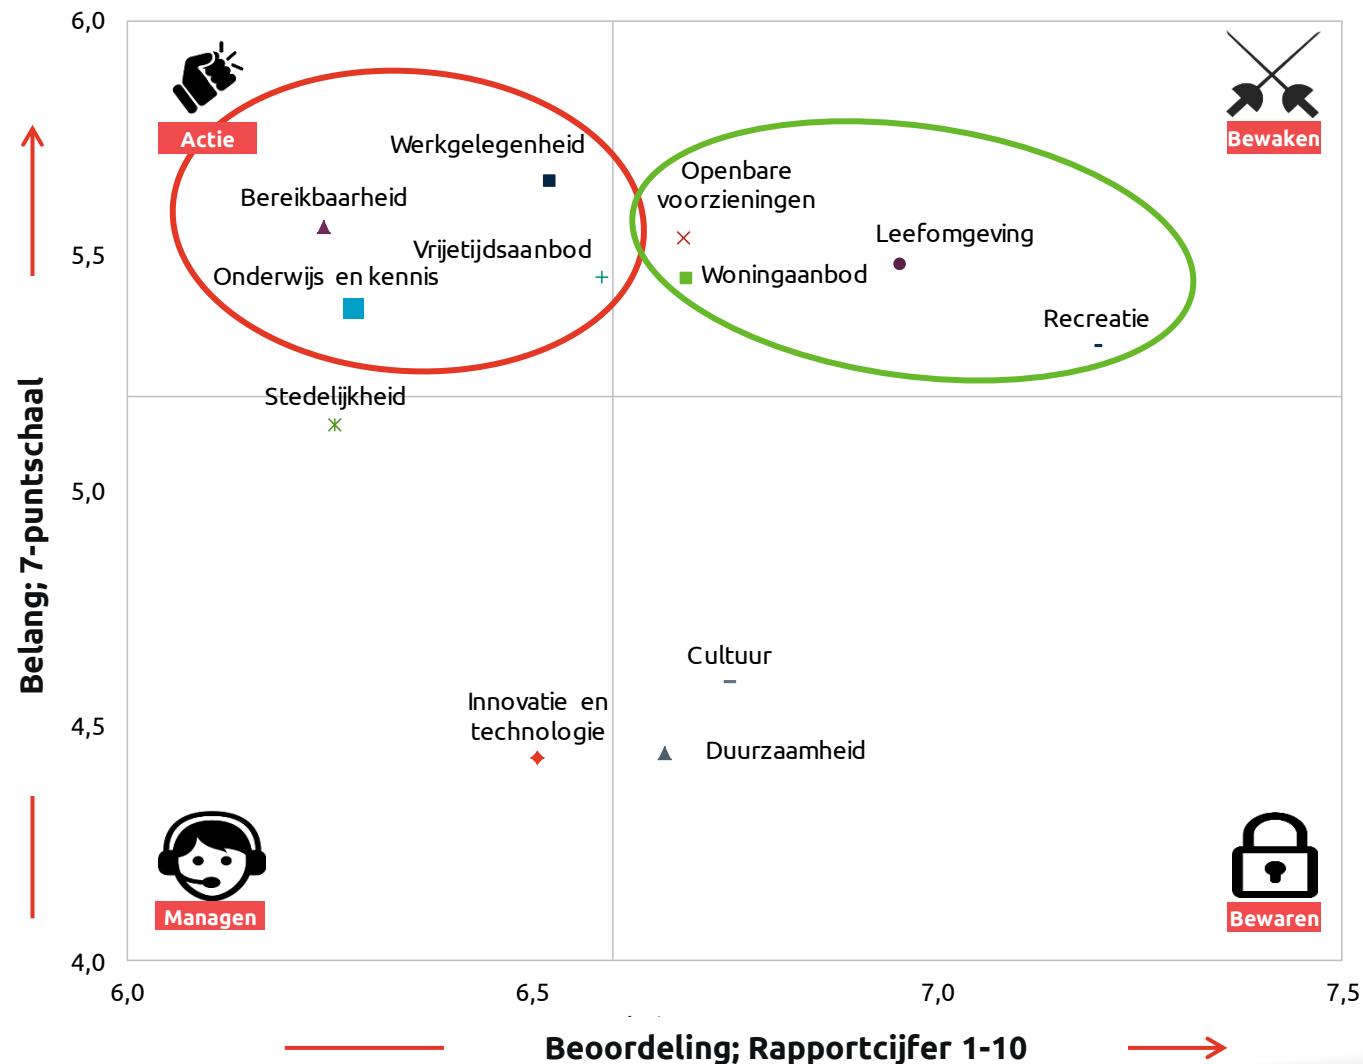 6,0
Actie
Bewaken
Werkgelegenheid
Openbare
voorzieningen
Bereikbaarheid
Leefomgeving
5,5
Vrijetijdsaanbod
Onderwijs en kennis
Woningaanbod
Recreatie
Stedelijkheid
Belang; 7-puntschaal
5,0
Cultuur
Innovatie en
technologie
4,5
Duurzaamheid
Managen
Bewaren
4,0
6,0
6,5
7,0
7,5
Beoordeling; Rapportcijfer 1-10